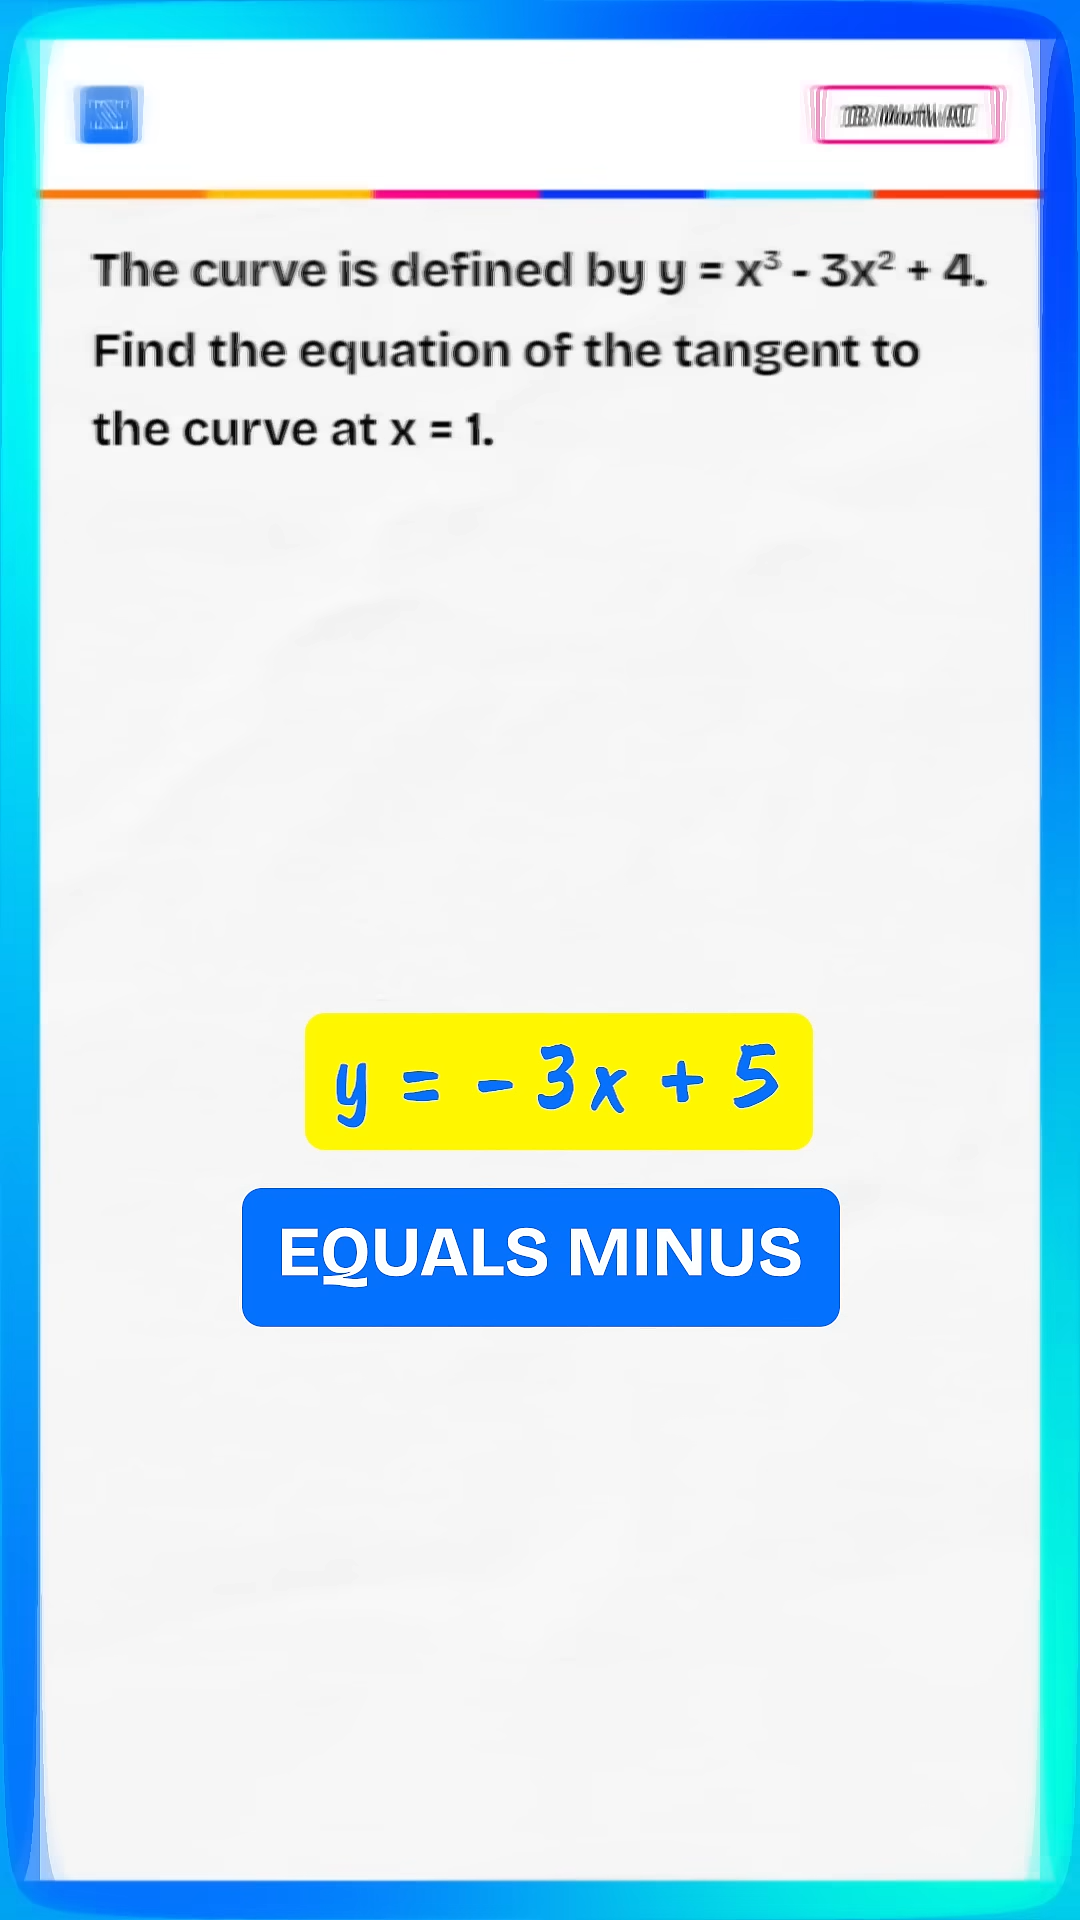 The curve is defined by y = x³ - 3x² + 4.
Find the equation of the tangent to
the curve at x = 1.
y = - 3x + 5
EQUALS MINUS